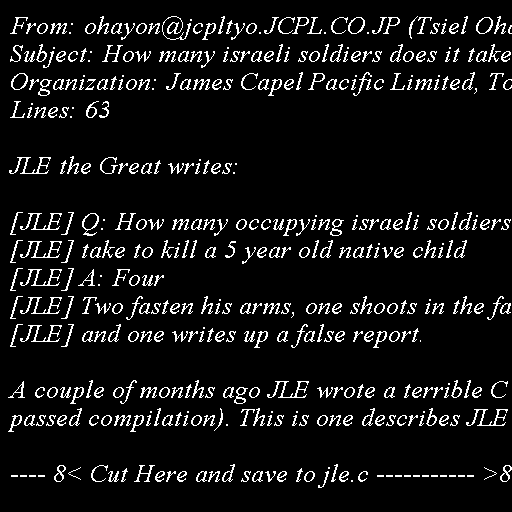 From: ohayon@jcpltyo.JCPL.CO.JP (Tsiel Oha
Subject: How many israeli soldiers does it take
Organization: James Capel Pacific Limited, To
Lines: 63

JLE the Great writes:

[JLE] Q: How many occupying israeli soldiers
[JLE] take to kill a 5 year old native child
[JLE] A: Four
[JLE] Two fasten his arms, one shoots in the fa
[JLE] and one writes up a false report.

A couple of months ago JLE wrote a terrible C
passed compilation). This is one describes JLE

---- 8< Cut Here and save to jle.c ----------- >8